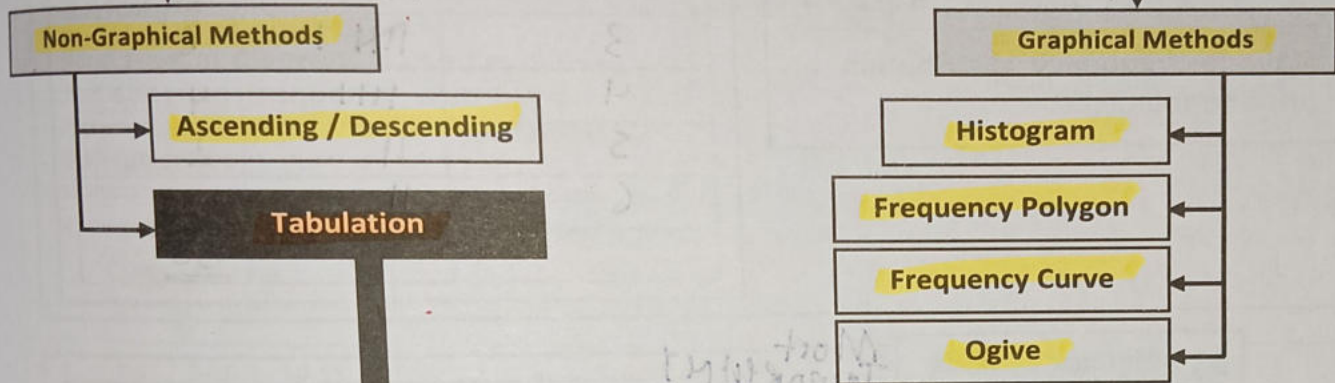 Non-Graphical Methods
Ascending / Descending
Tabulation
Graphical Methods
Histogram
Frequency Polygon
Frequency Curve
Ogive